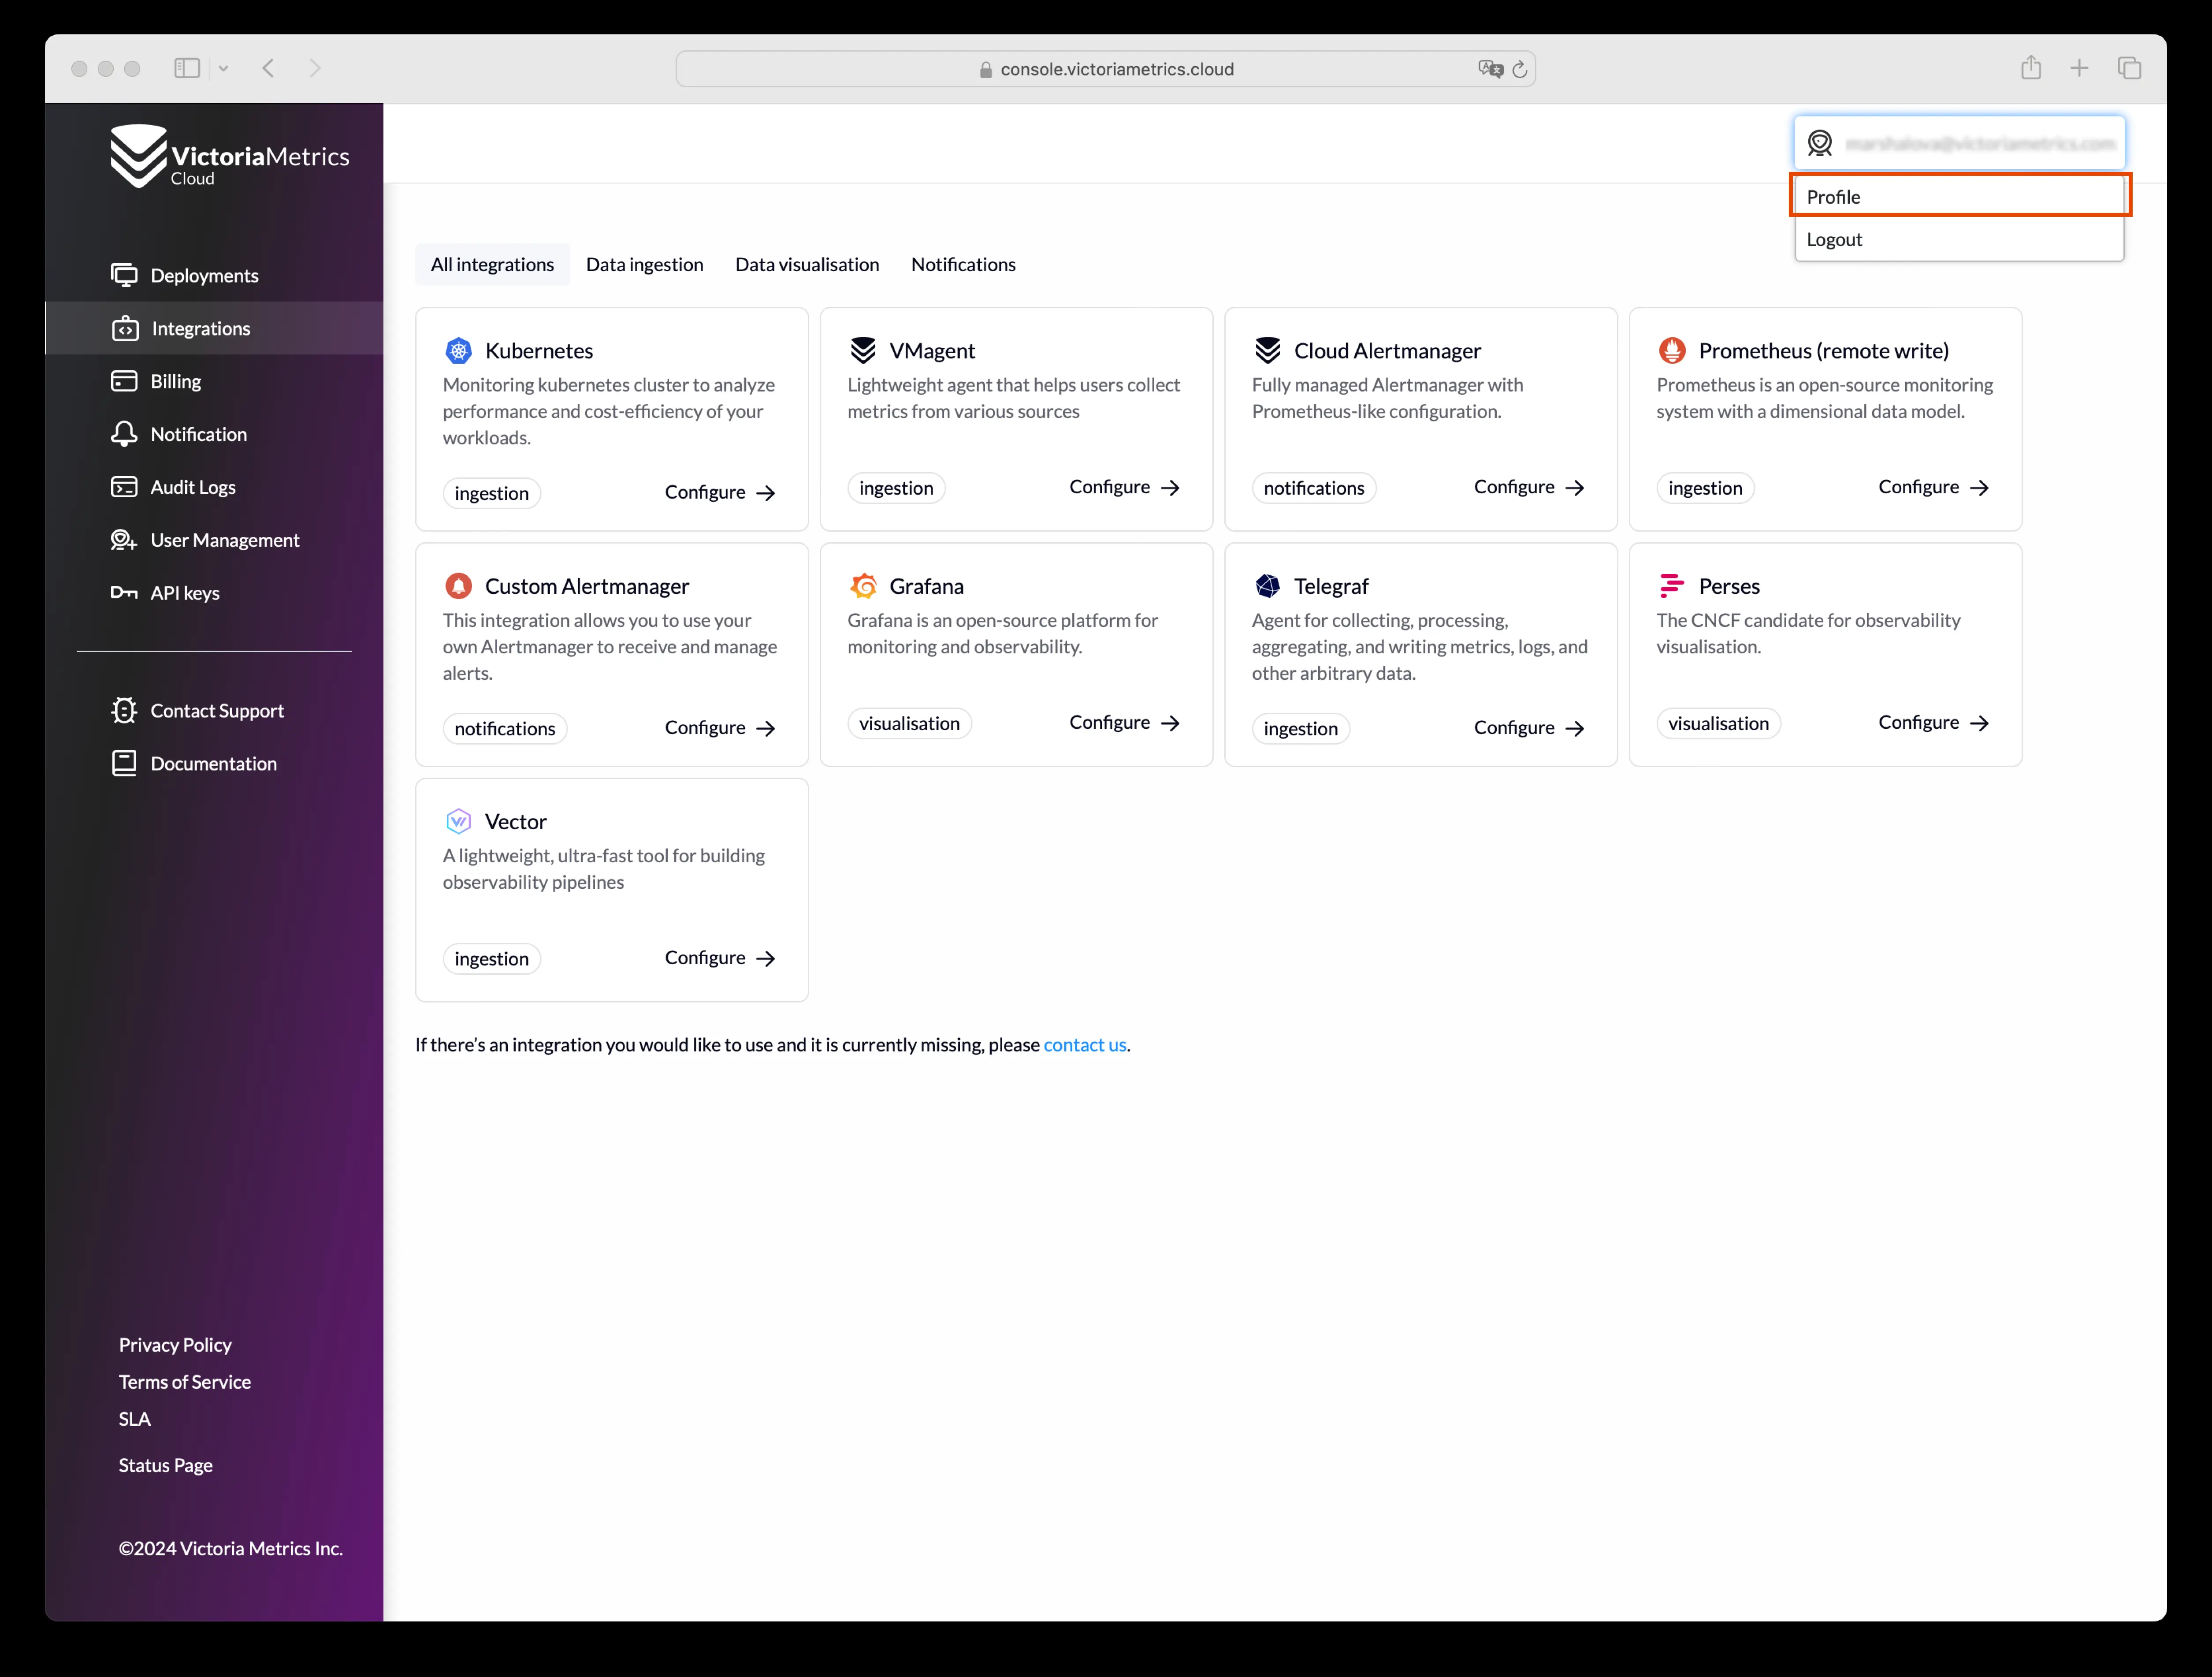 console.victoriametrics.cloud
VictoriaMetrics
Cloud
Profile
Logout
Deployments
Integrations
Billing
Notification
Audit Logs
User Management
API keys
Contact Support
Documentation
Privacy Policy
Terms of Service
SLA
Status Page
©2024 Victoria Metrics Inc.
All integrations Data ingestion Data visualisation Notifications
Kubernetes
Monitoring kubernetes cluster to analyze
performance and cost-efficiency of your
workloads.
ingestion Configure
VMagent
Lightweight agent that helps users collect
metrics from various sources
ingestion Configure
Cloud Alertmanager
Fully managed Alertmanager with
Prometheus-like configuration.
notifications Configure
Prometheus (remote write)
Prometheus is an open-source monitoring
system with a dimensional data model.
ingestion Configure
Custom Alertmanager
This integration allows you to use your
own Alertmanager to receive and manage
alerts.
notifications Configure
Grafana
Grafana is an open-source platform for
monitoring and observability.
visualisation Configure
Telegraf
Agent for collecting, processing,
aggregating, and writing metrics, logs, and
other arbitrary data.
ingestion Configure
Perses
The CNCF candidate for observability
visualisation.
visualisation Configure
Vector
A lightweight, ultra-fast tool for building
observability pipelines
ingestion Configure
If there's an integration you would like to use and it is currently missing, please contact us.